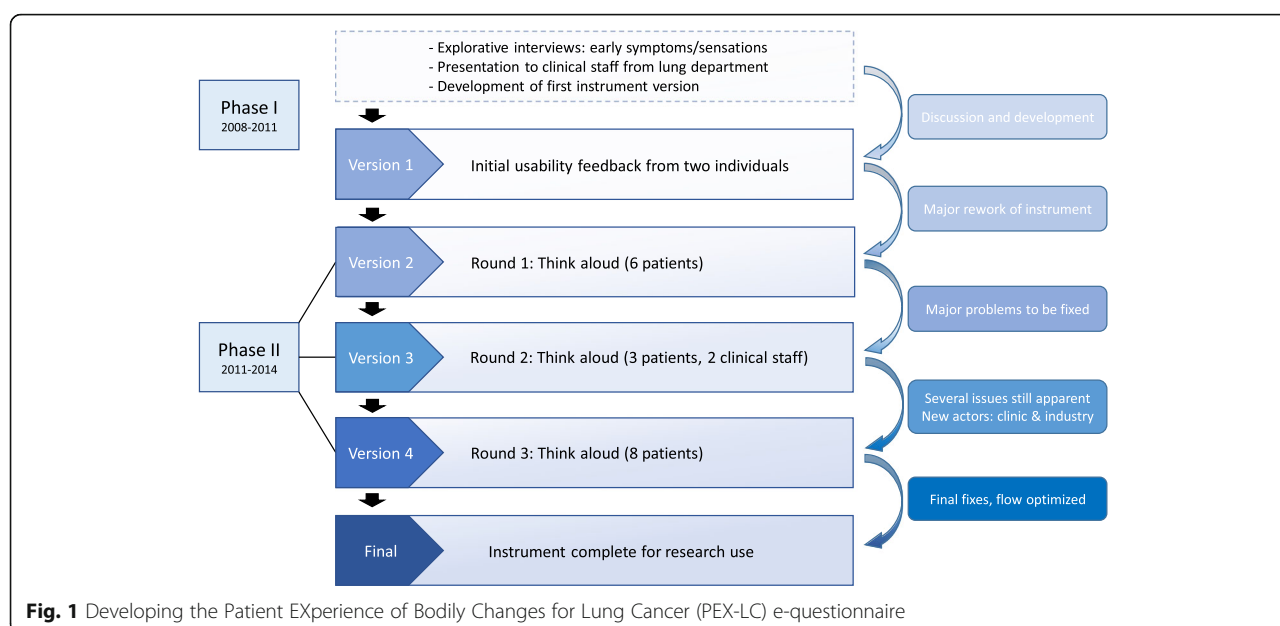 - Explorative interviews: early symptoms/sensations
- Presentation to clinical staff from lung department
- Development of first instrument version
Phase I
2008-2011
Discussion and development
Version 1
Initial usability feedback from two individuals
Major rework of instrument
Version 2
Round 1: Think aloud (6 patients)
Major problems to be fixed
Phase II
2011-2014
Version 3
Round 2: Think aloud (3 patients, 2 clinical staff)
Several issues still apparent
New actors: clinic & industry
Version 4
Round 3: Think aloud (8 patients)
Final fixes, flow optimized
Final
Instrument complete for research use
Fig. 1 Developing the Patient EXperience of Bodily Changes for Lung Cancer (PEX-LC) e-questionnaire